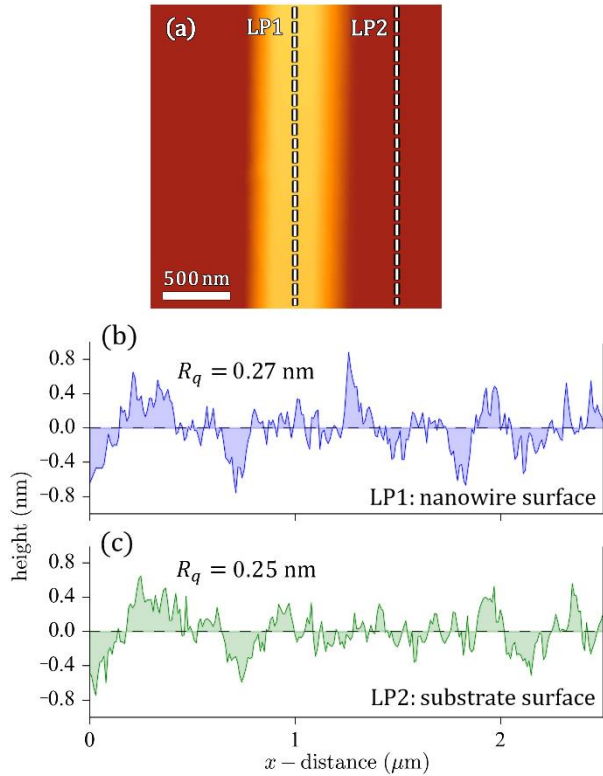 (a) LP1 LP2
500 nm
(b)
R_q = 0.27 nm
0.8
0.4
0.0
−0.4
−0.8
LP1: nanowire surface
height (nm)
(c)
R_q = 0.25 nm
0.8
0.4
0.0
−0.4
−0.8
LP2: substrate surface
0 1 2
x − distance (μm)